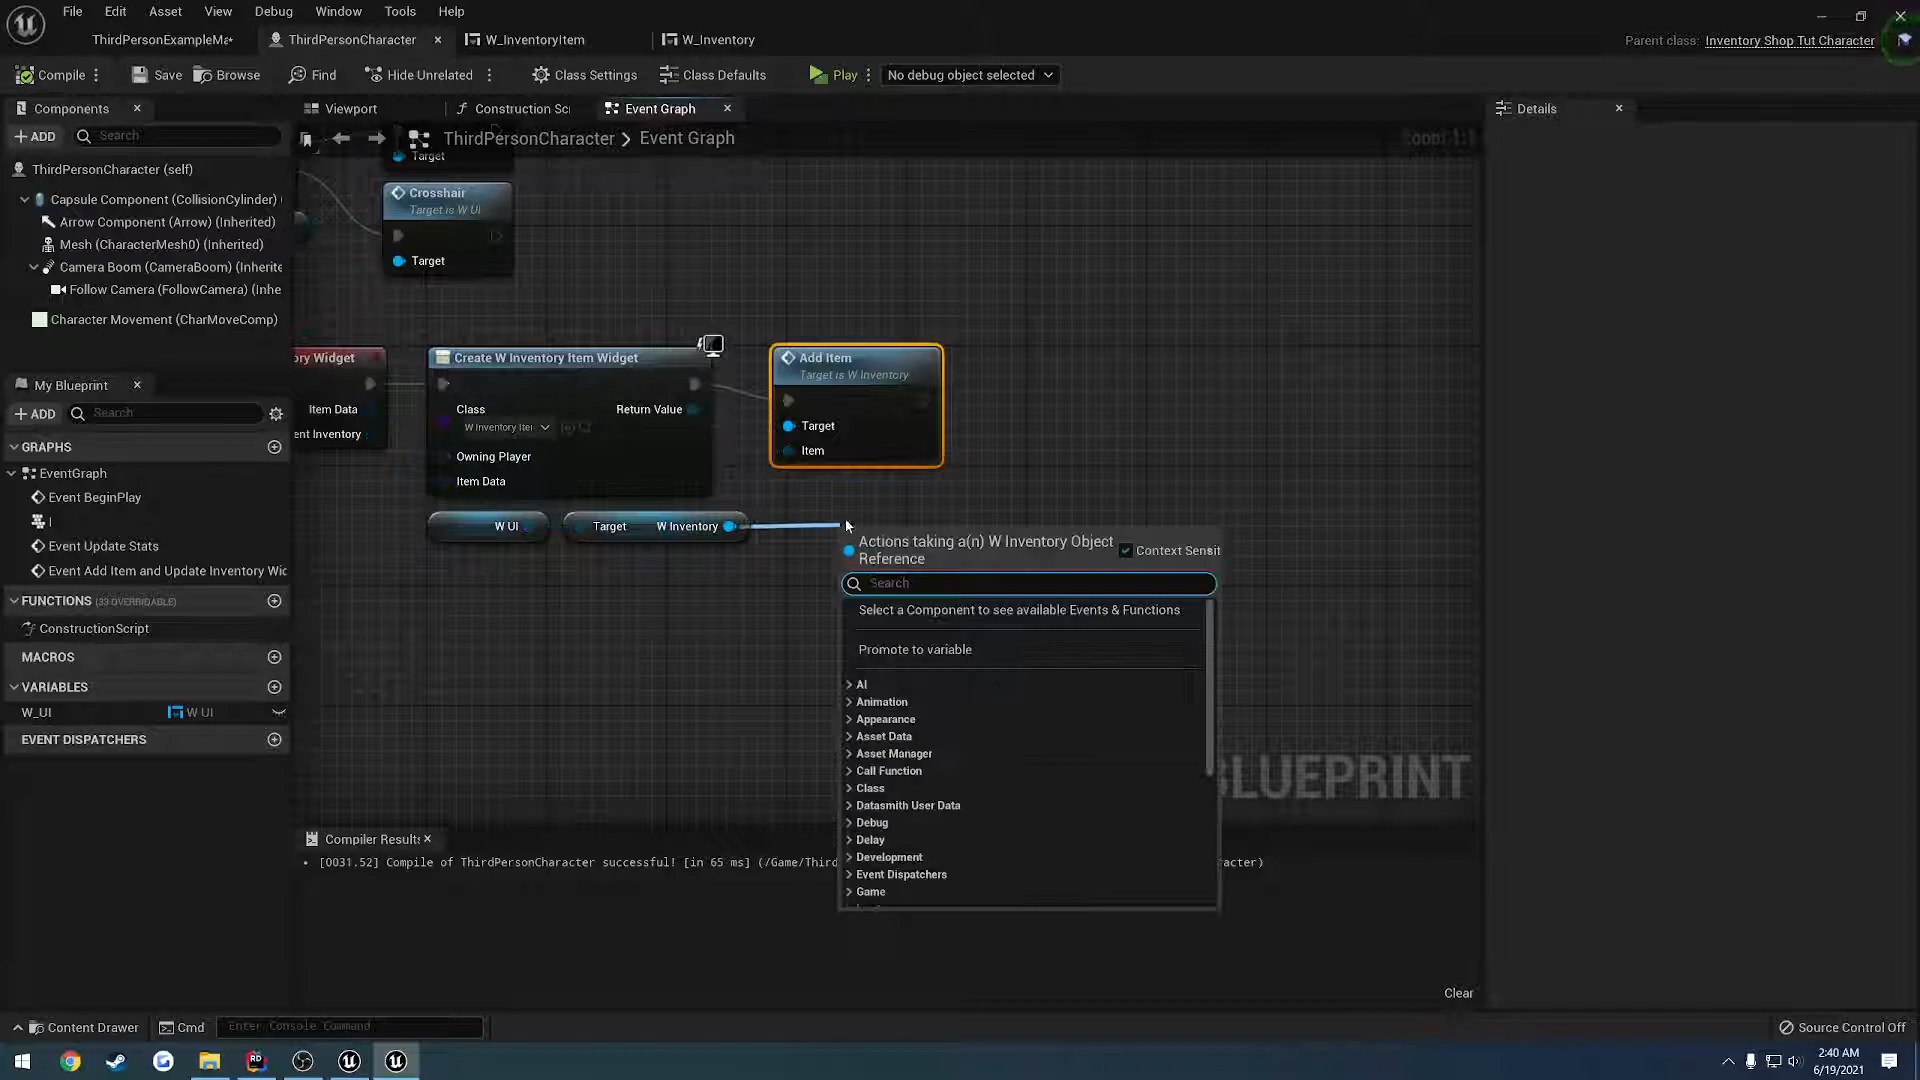 File Edit Asset View Debug Window Tools Help
ThirdPersonExampleMa* ThirdPersonCharacter W_InventoryItem W_Inventory
Parent class: Inventory Shop Tut Character
Compile Save Browse Find Hide Unrelated Class Settings Class Defaults Play No debug object selected
Components Viewport Construction Sc Event Graph Details
+ ADD Search
ThirdPersonCharacter > Event Graph
ThirdPersonCharacter (self)
Capsule Component (CollisionCylinder) (
Arrow Component (Arrow) (Inherited)
Mesh (CharacterMesh0) (Inherited)
Camera Boom (CameraBoom) (Inherite
Follow Camera (FollowCamera) (Inhe
Character Movement (CharMoveComp)
Target
Crosshair
Target is W UI
Target
ory Widget
Item Data
ent Inventory
Create W Inventory Item Widget
Class Return Value
W Inventory Iter
Owning Player
Item Data
Add Item
Target is W Inventory
Target
Item
W UI
Target W Inventory
My Blueprint
+ ADD Search
GRAPHS
EventGraph
Event BeginPlay
I
Event Update Stats
Event Add Item and Update Inventory Wic
FUNCTIONS (33 OVERRIDABLE)
ConstructionScript
MACROS
VARIABLES
W_UI W UI
EVENT DISPATCHERS
Actions taking a(n) W Inventory Object
Reference
Context Sensit
Search
Select a Component to see available Events & Functions
Promote to variable
AI
Animation
Appearance
Asset Data
Asset Manager
Call Function
Class
Datasmith User Data
Debug
Delay
Development
Event Dispatchers
Game
BLUEPRINT
Compiler Results
[0031.52] Compile of ThirdPersonCharacter successful! [in 65 ms] (/Game/Third
acter)
Clear
Content Drawer Cmd Enter Console Command
Source Control Off
2:40 AM
6/19/2021